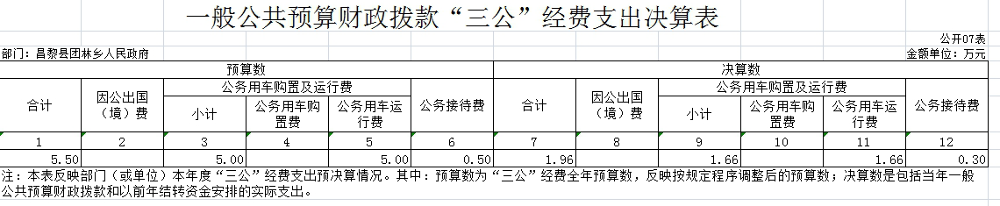 一般公共预算财政拨款“三公”经费支出决算表
公开07表
部门：昌黎县团林乡人民政府 金额单位：万元
预算数 决算数
合计 因公出国（境）费 公务用车购置及运行费 公务接待费 合计 因公出国（境）费 公务用车购置及运行费 公务接待费
小计 公务用车购置费 公务用车运行费 小计 公务用车购置费 公务用车运行费
1 2 3 4 5 6 7 8 9 10 11 12
5.50 5.00 5.00 0.50 1.96 1.66 1.66 0.30
注：本表反映部门（或单位）本年度“三公”经费支出预决算情况。其中：预算数为“三公”经费全年预算数，反映按规定程序调整后的预算数；决算数是包括当年一般
公共预算财政拨款和以前年结转资金安排的实际支出。